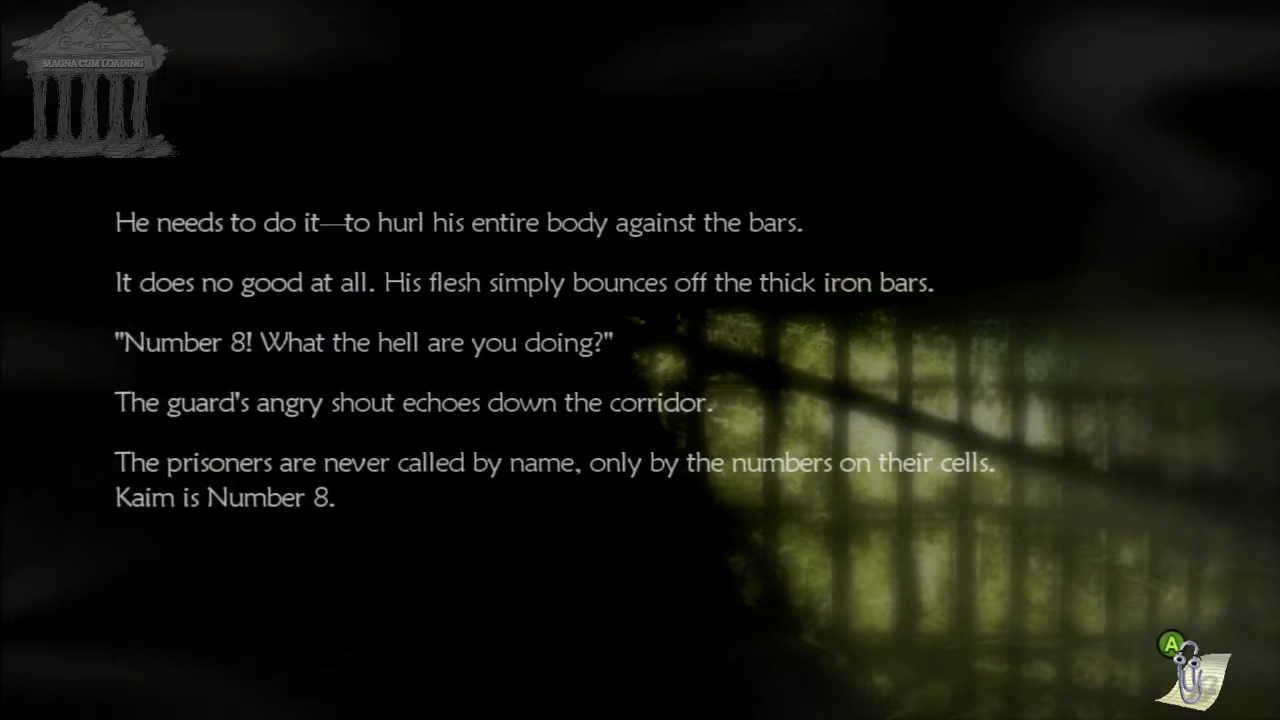 MAGNA CUM LOADING
He needs to do it—to hurl his entire body against the bars.
It does no good at all. His flesh simply bounces off the thick iron bars.
"Number 8! What the hell are you doing?"
The guard's angry shout echoes down the corridor.
The prisoners are never called by name, only by the numbers on their cells.
Kaim is Number 8.
A